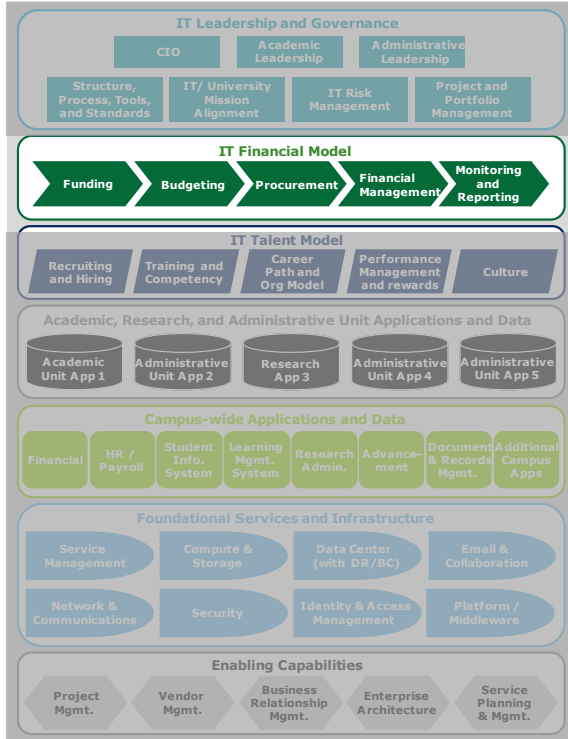 IT Leadership and Governance
CIO
Academic
Leadership
Administrative
Leadership
Structure,
Process, Tools,
and Standards
IT/ University
Mission
Alignment
IT Risk
Management
Project and
Portfolio
Management
IT Financial Model
Funding
Budgeting
Procurement
Financial
Management
Monitoring
and
Reporting
IT Talent Model
Recruiting
and Hiring
Training and
Competency
Career
Path and
Org Model
Performance
Management
and rewards
Culture
Academic, Research, and Administrative Unit Applications and Data
Academic
Unit App 1
Administrative
Unit App 2
Research
App 3
Administrative
Unit App 4
Administrative
Unit App 5
Campus-wide Applications and Data
Financial
HR /
Payroll
Student
Info.
System
Learning
Mgmt.
System
Research
Admin.
Advance-
ment
Document
& Records
Mgmt.
Additional
Campus
Apps
Foundational Services and Infrastructure
Service
Management
Compute &
Storage
Data Center
(with DR/BC)
Email &
Collaboration
Network &
Communications
Security
Identity & Access
Management
Platform /
Middleware
Enabling Capabilities
Project
Mgmt.
Vendor
Mgmt.
Business
Relationship
Mgmt.
Enterprise
Architecture
Service
Planning
& Mgmt.